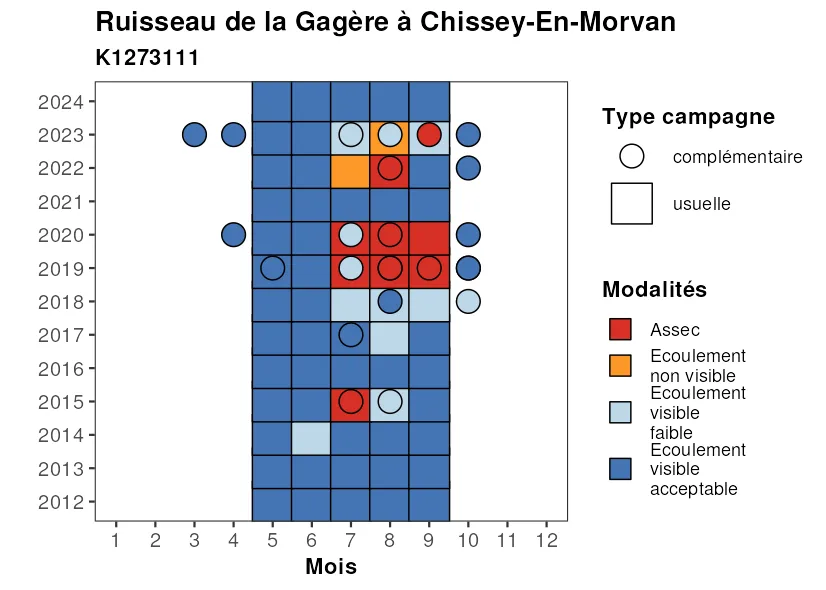 Ruisseau de la Gagère à Chissey-En-Morvan
K1273111
2024
2023
2022
2021
2020
2019
2018
2017
2016
2015
2014
2013
2012
1 2 3 4 5 6 7 8 9 10 11 12
Mois
Type campagne
complémentaire
usuelle
Modalités
Assec
Ecoulement
non visible
Ecoulement
visible
faible
Ecoulement
visible
acceptable